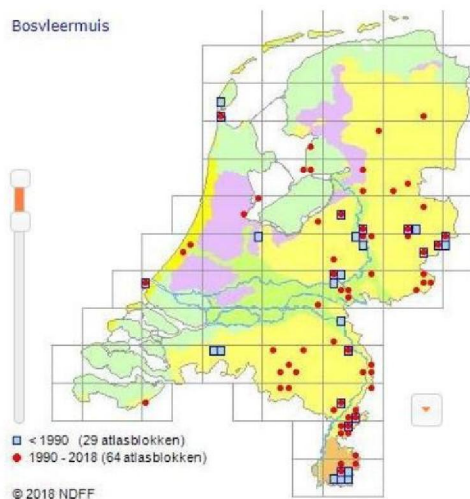 Bosvleermuis
< 1990 (29 atlasblokken)
1990 - 2018 (64 atlasblokken)
© 2018 NDFF